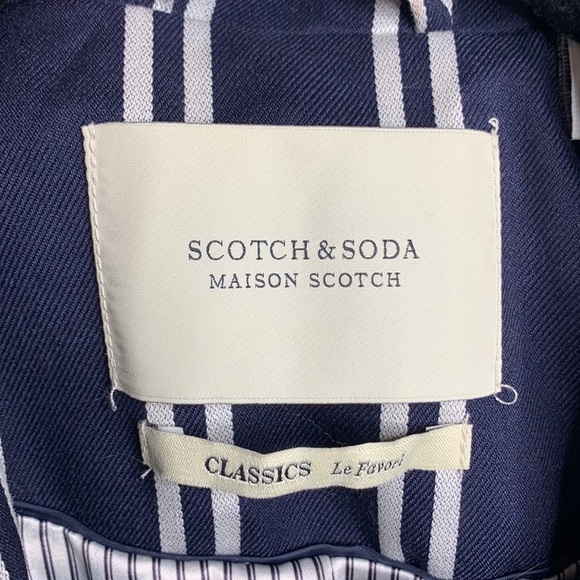 SCOTCH & SODA
MAISON SCOTCH
CLASSICS Le Favori